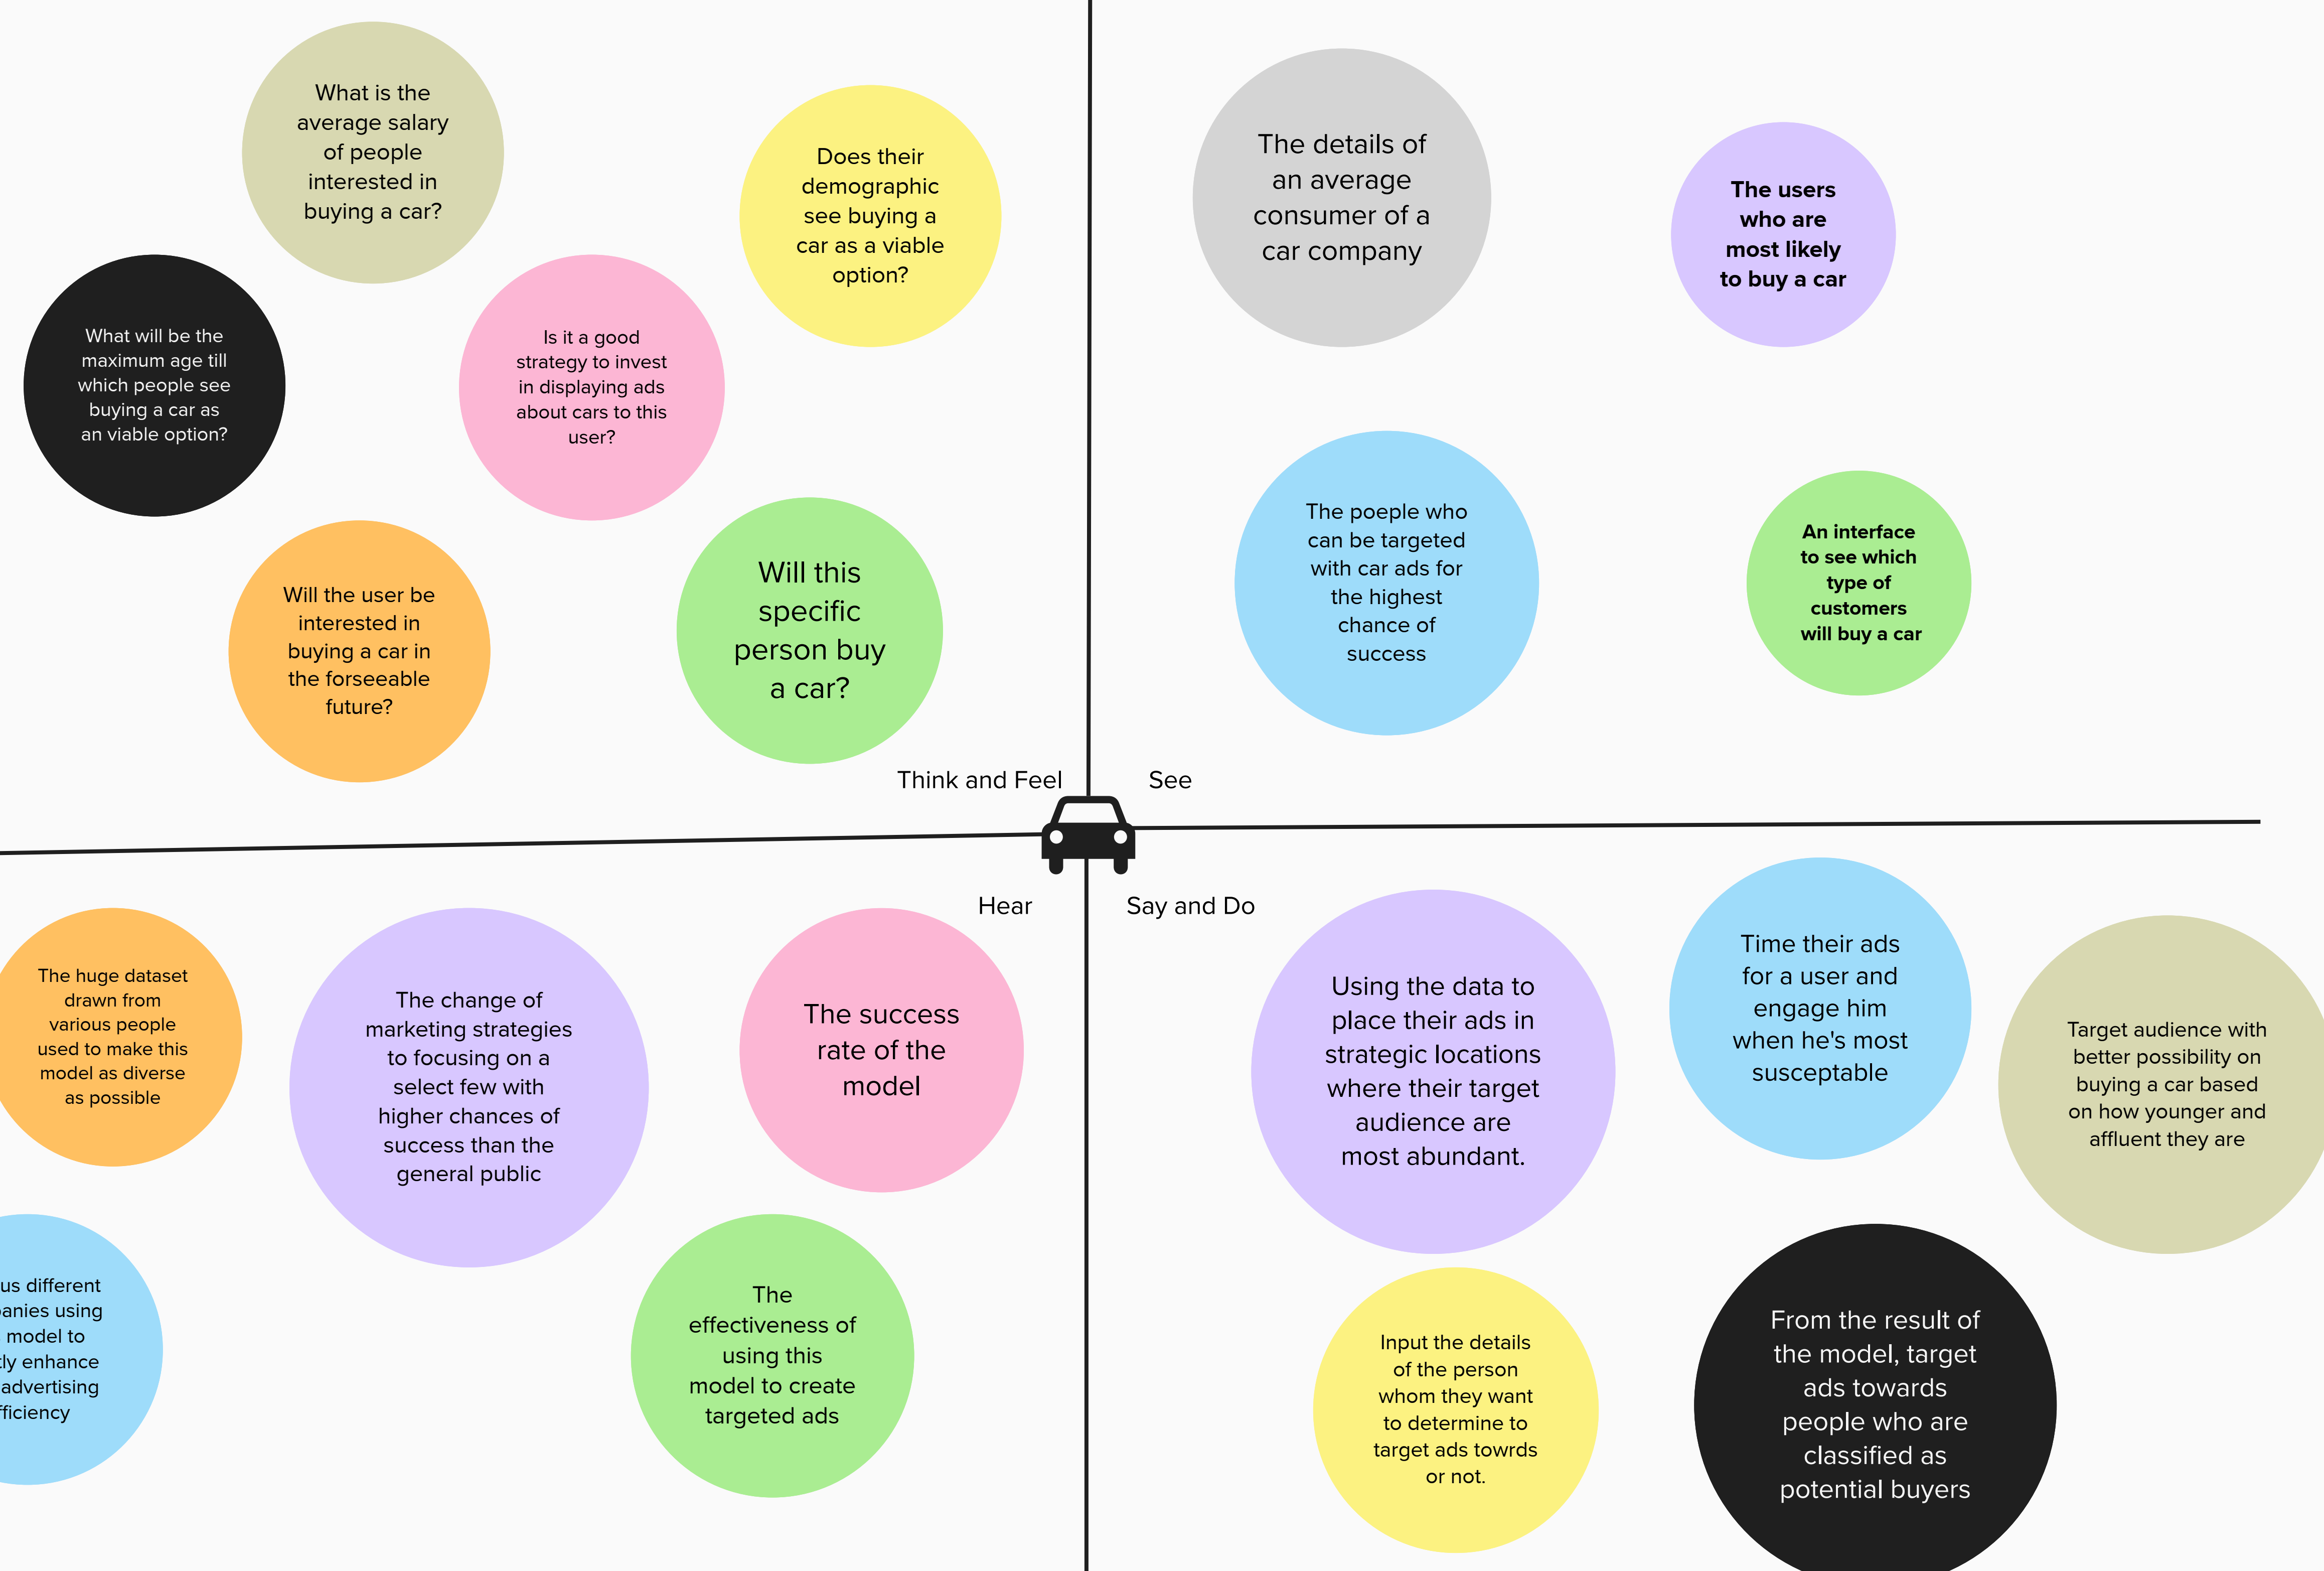 What is the
average salary
of people
interested in
buying a car?
Does their
demographic
see buying a
car as a viable
option?
What will be the
maximum age till
which people see
buying a car as
an viable option?
Is it a good
strategy to invest
in displaying ads
about cars to this
user?
Will the user be
interested in
buying a car in
the forseeable
future?
Will this
specific
person buy
a car?
Think and Feel
The details of
an average
consumer of a
car company
The users
who are
most likely
to buy a car
The poeple who
can be targeted
with car ads for
the highest
chance of
success
An interface
to see which
type of
customers
will buy a car
See
Hear
The huge dataset
drawn from
various people
used to make this
model as diverse
as possible
The change of
marketing strategies
to focusing on a
select few with
higher chances of
success than the
general public
The success
rate of the
model
different
using
model to
enhance
advertising
The
effectiveness of
using this
model to create
targeted ads
Say and Do
Using the data to
place their ads in
strategic locations
where their target
audience are
most abundant.
Time their ads
for a user and
engage him
when he's most
susceptable
Target audience with
better possibility on
buying a car based
on how younger and
affluent they are
Input the details
of the person
whom they want
to determine to
target ads towrds
or not.
From the result of
the model, target
ads towards
people who are
classified as
potential buyers